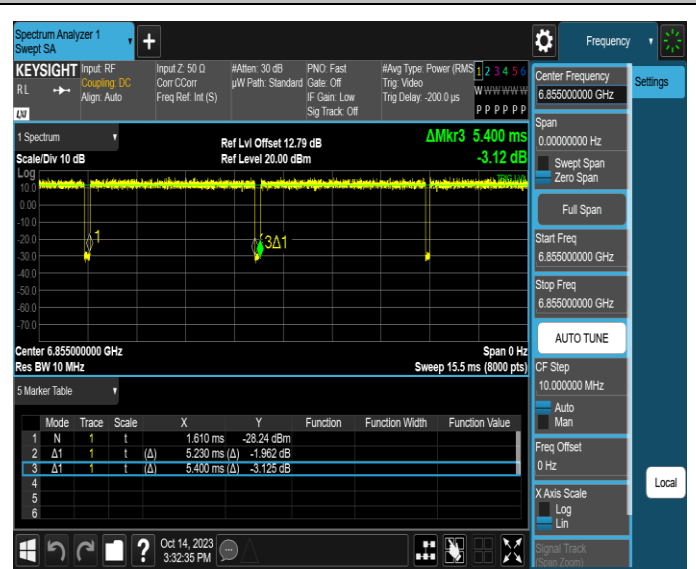 Spectrum Analyzer 1
Swept SA
Frequency
KEYSIGHT
Input: RF
Coupling: DC
Align: Auto
Input Z: 50 Ω
Corr CCorr
Freq Ref: Int (S)
#Atten: 30 dB
µW Path: Standard
PNO: Fast
Gate: Off
IF Gain: Low
Sig Track: Off
#Avg Type: Power (RMS
Trig: Video
Trig Delay: -200.0 µs
1 2 3 4 5 6
W W W W W W
P P P P P P
RL
LXI
Center Frequency
6.855000000 GHz
Settings
Span
0.00000000 Hz
Swept Span
Zero Span
Full Span
Start Freq
6.855000000 GHz
Stop Freq
6.855000000 GHz
AUTO TUNE
CF Step
10.000000 MHz
Auto
Man
Freq Offset
0 Hz
X Axis Scale
Log
Lin
Signal Track
(Span Zoom)
Local
1 Spectrum
Scale/Div 10 dB
Ref Lvl Offset 12.79 dB
Ref Level 20.00 dBm
ΔMkr3 5.400 ms
-3.12 dB
Log
TRIG LVL
10.0
0.00
-10.0
-20.0
-30.0
-40.0
-50.0
-60.0
-70.0
1
3Δ1
Center 6.855000000 GHz
Res BW 10 MHz
Span 0 Hz
Sweep 15.5 ms (8000 pts)
5 Marker Table
Mode Trace Scale X Y Function Function Width Function Value
1 N 1 t 1.610 ms -28.24 dBm
2 Δ1 1 t (Δ) 5.230 ms (Δ) -1.962 dB
3 Δ1 1 t (Δ) 5.400 ms (Δ) -3.125 dB
4
5
6
?
Oct 14, 2023
3:32:35 PM